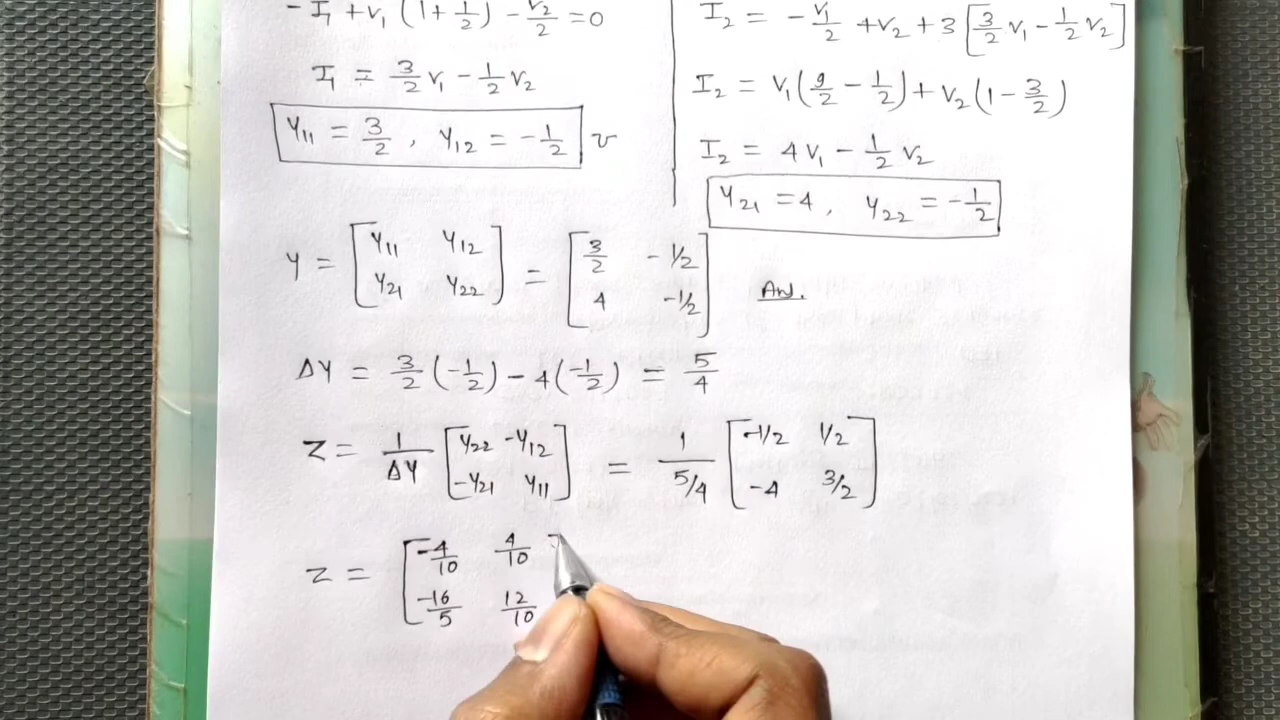 -I1 + V1 (1 + 1/2) - V2/2 = 0
I1 = 3/2 V1 - 1/2 V2
Y11 = 3/2 , Y12 = -1/2 ʋ
I2 = -V1/2 + V2 + 3 [3/2 V1 - 1/2 V2]
I2 = V1 (9/2 - 1/2) + V2 (1 - 3/2)
I2 = 4V1 - 1/2 V2
Y21 = 4 , Y22 = -1/2
Y = [Y11 Y12; Y21 Y22] = [3/2 -1/2; 4 -1/2] Ans.
ΔY = 3/2 (-1/2) - 4(-1/2) = 5/4
Z = 1/ΔY [Y22 -Y12; -Y21 Y11] = 1/(5/4) [-1/2 1/2; -4 3/2]
Z = [-4/10 4/10; -16/5 12/10]